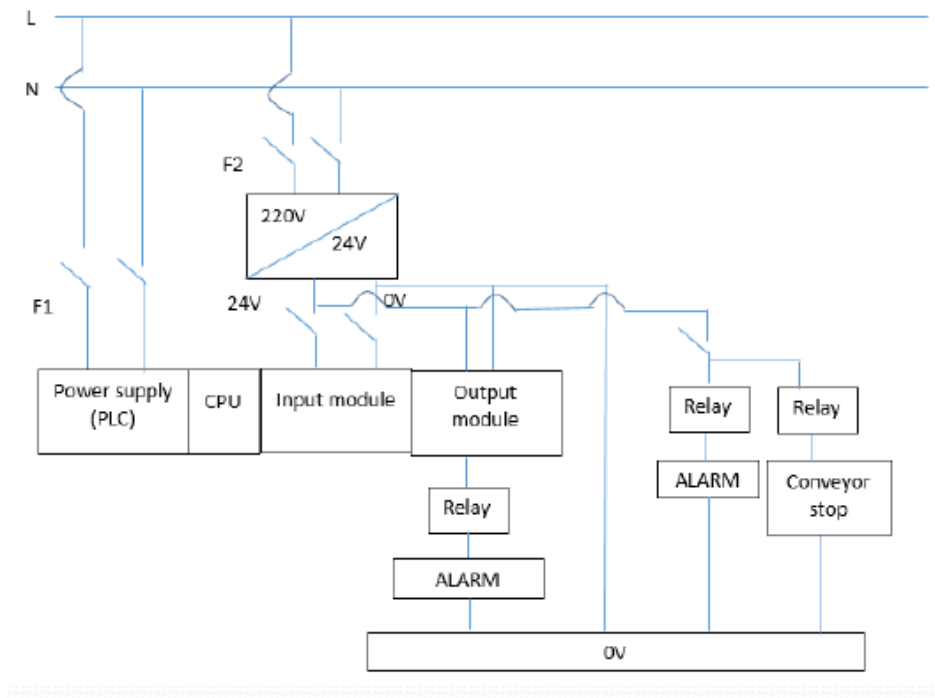 L
N
F2
220V
24V
24V
0V
F1
Power supply
(PLC)
CPU
Input module
Output
module
Relay
Relay
ALARM
Conveyor
stop
Relay
ALARM
0V